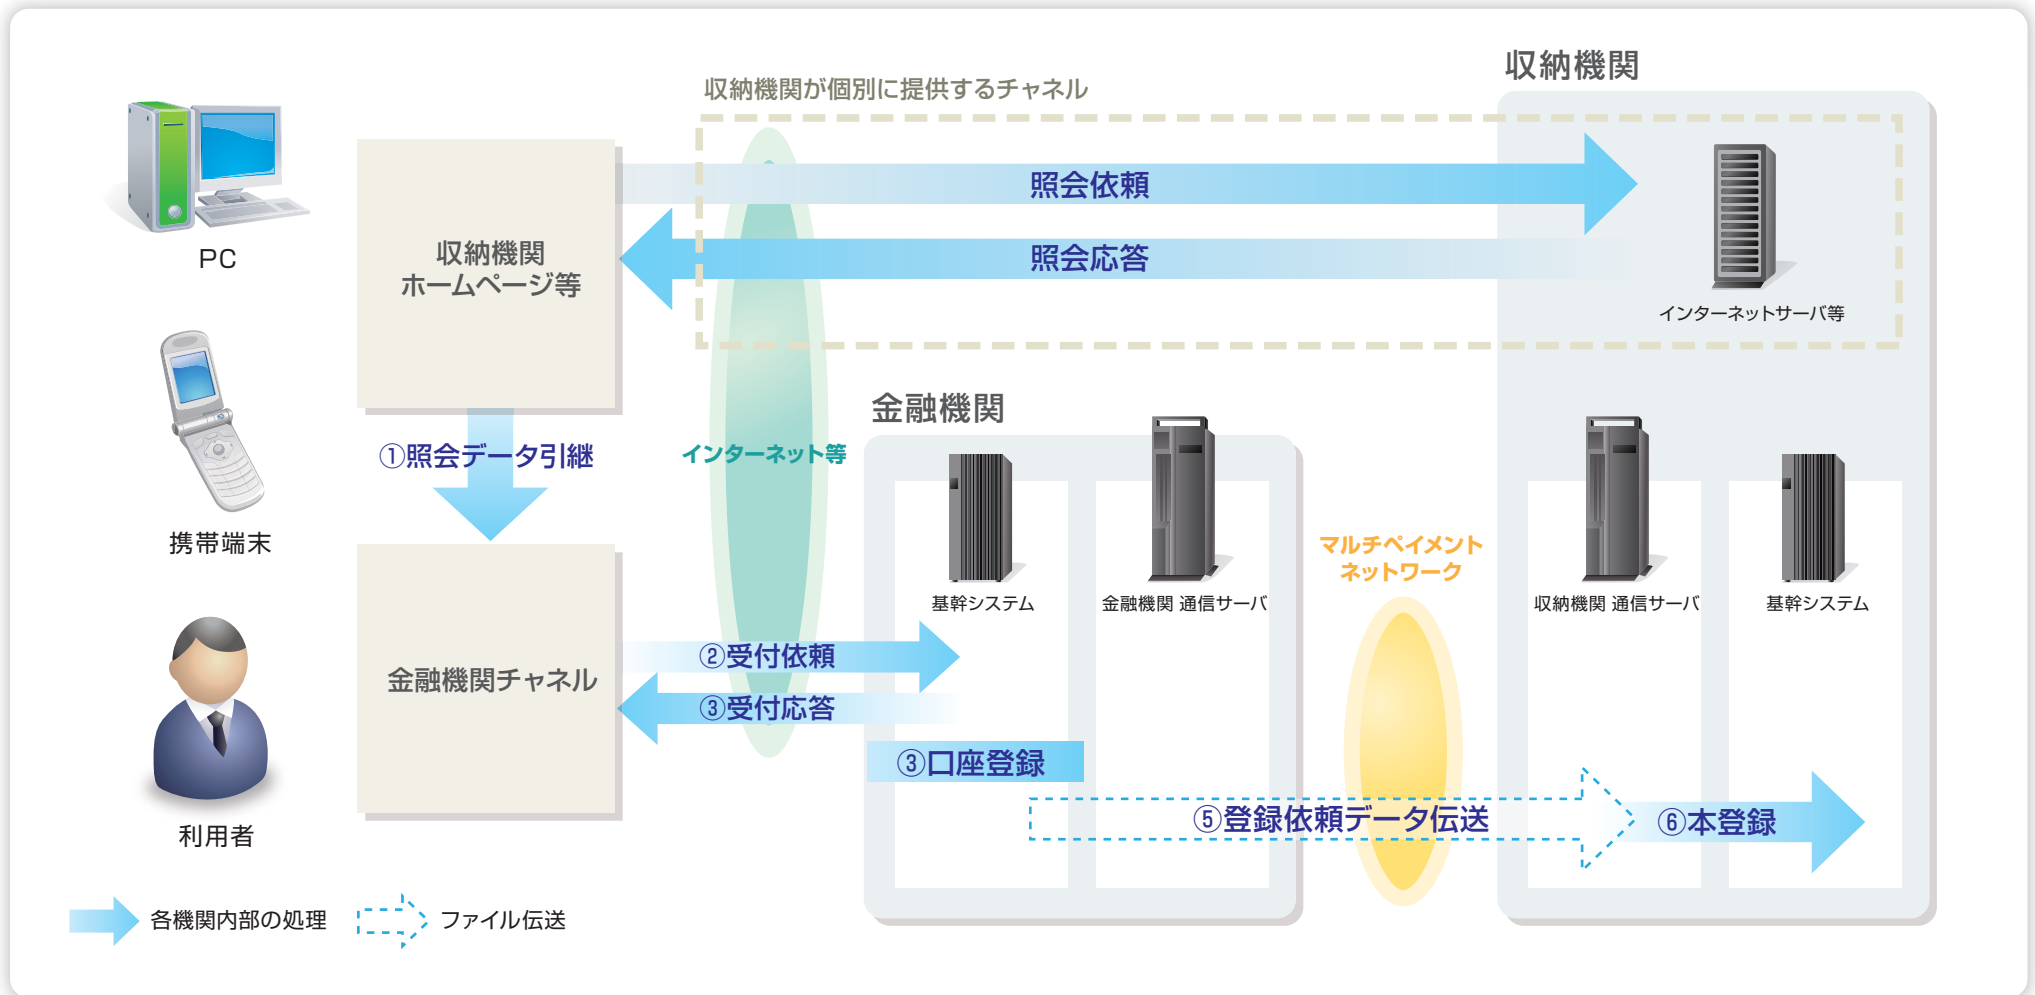 収納機関
収納機関が個別に提供するチャネル
照会依頼
照会応答
インターネットサーバ等
PC
収納機関
ホームページ等
携帯端末
①照会データ引継
インターネット等
金融機関
基幹システム
金融機関 通信サーバ
マルチペイメント
ネットワーク
収納機関 通信サーバ
基幹システム
利用者
金融機関チャネル
②受付依頼
③受付応答
③口座登録
⑤登録依頼データ伝送
⑥本登録
各機関内部の処理
ファイル伝送